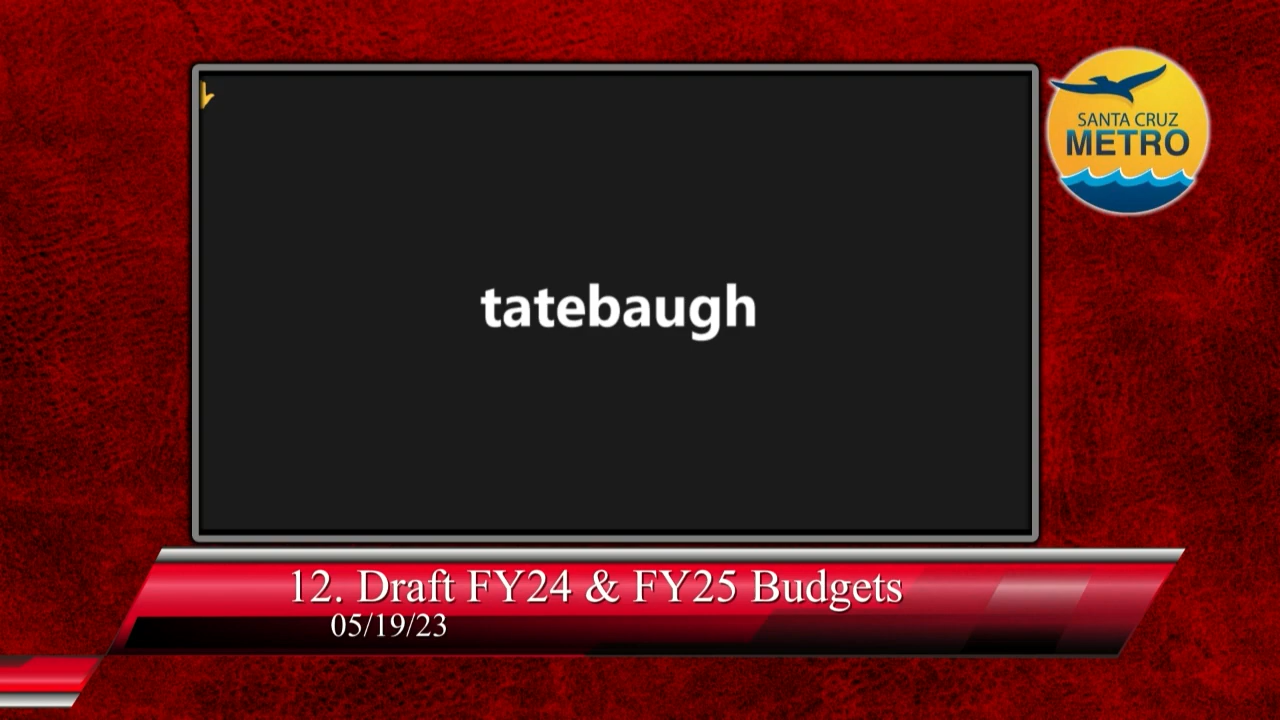 SANTA CRUZ
METRO
tatebaugh
12. Draft FY24 & FY25 Budgets
05/19/23